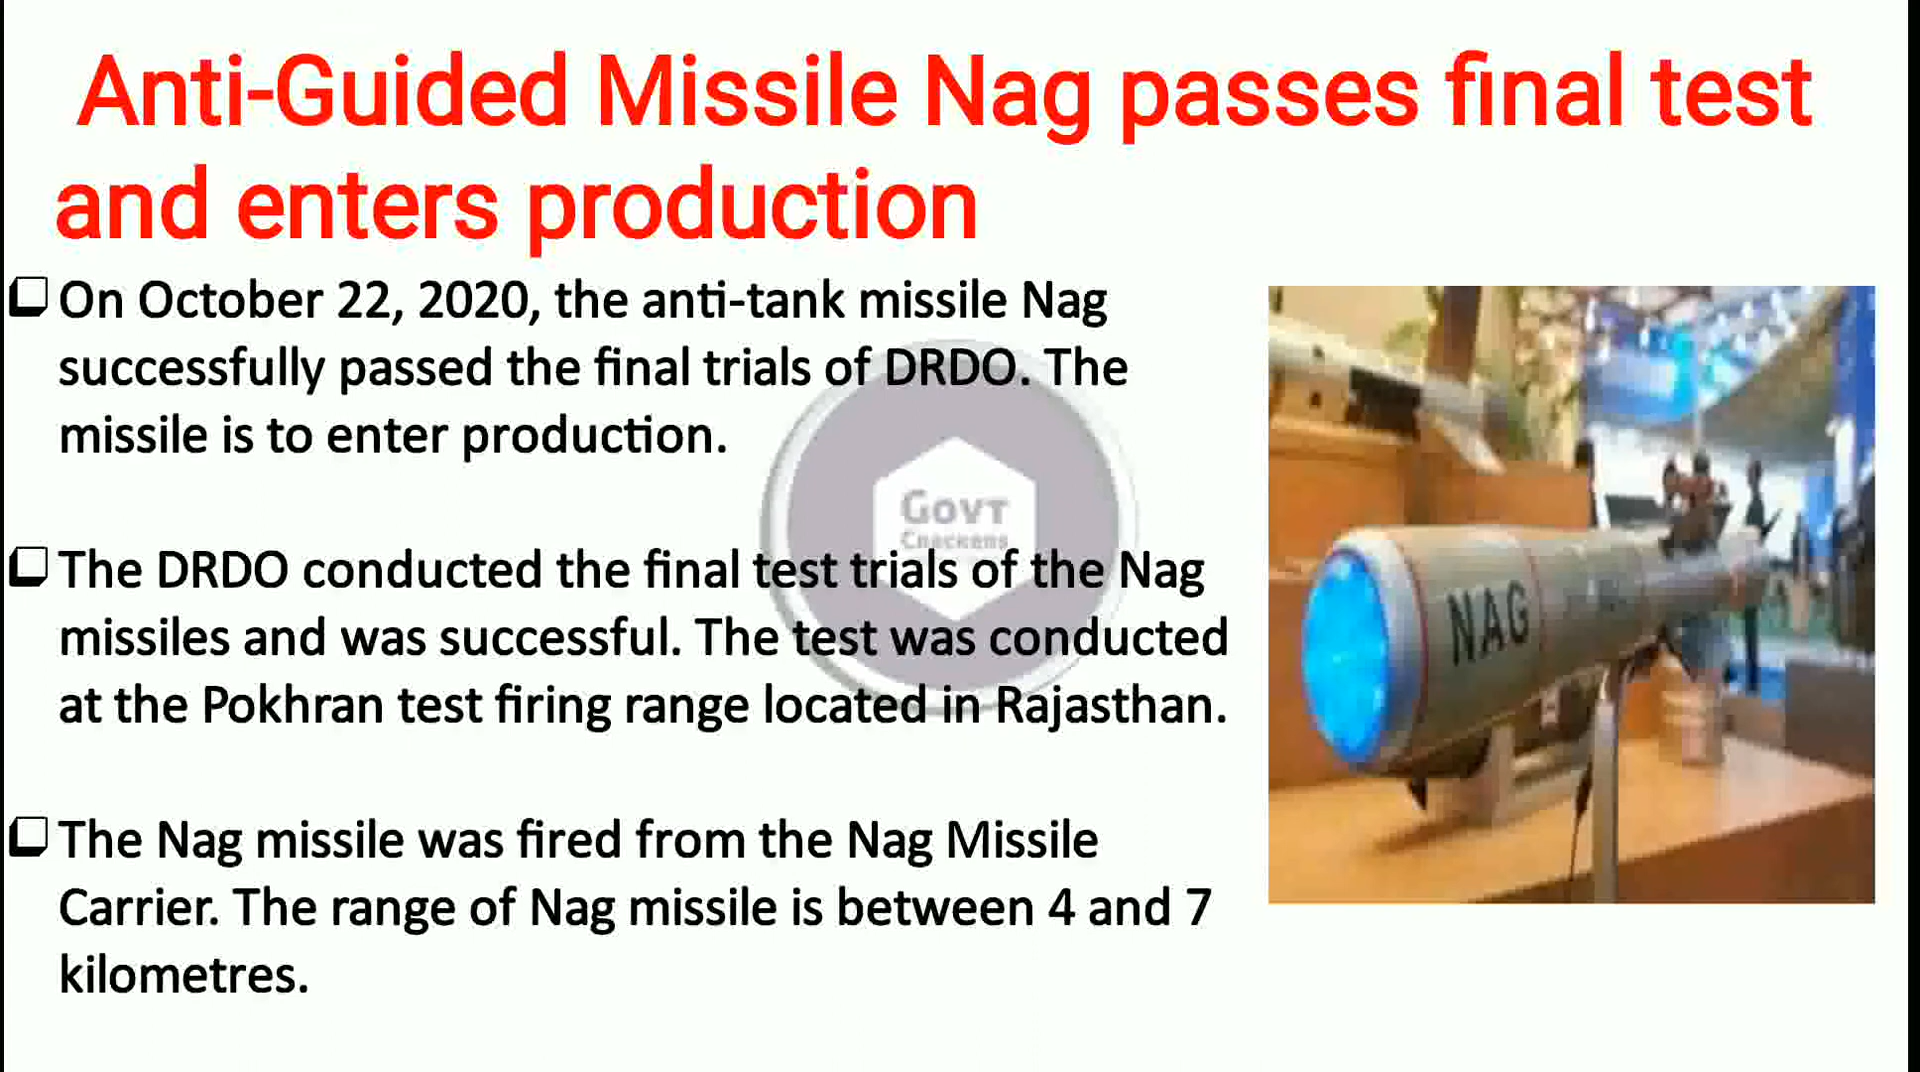 Anti-Guided Missile Nag passes final test
and enters production
On October 22, 2020, the anti-tank missile Nag
successfully passed the final trials of DRDO. The
missile is to enter production.
The DRDO conducted the final test trials of the Nag
missiles and was successful. The test was conducted
at the Pokhran test firing range located in Rajasthan.
The Nag missile was fired from the Nag Missile
Carrier. The range of Nag missile is between 4 and 7
kilometres.
GOVT
CRACKERS
NAG